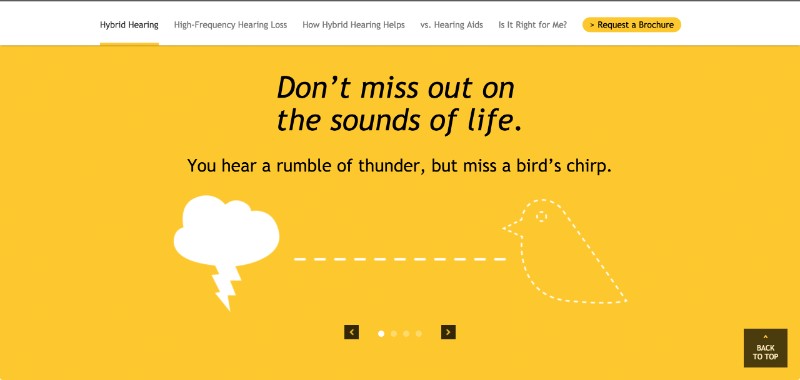 Hybrid Hearing
High-Frequency Hearing Loss
How Hybrid Hearing Helps
vs. Hearing Aids
Is It Right for Me?
> Request a Brochure
Don’t miss out on
the sounds of life.
You hear a rumble of thunder, but miss a bird’s chirp.
BACK
TO TOP